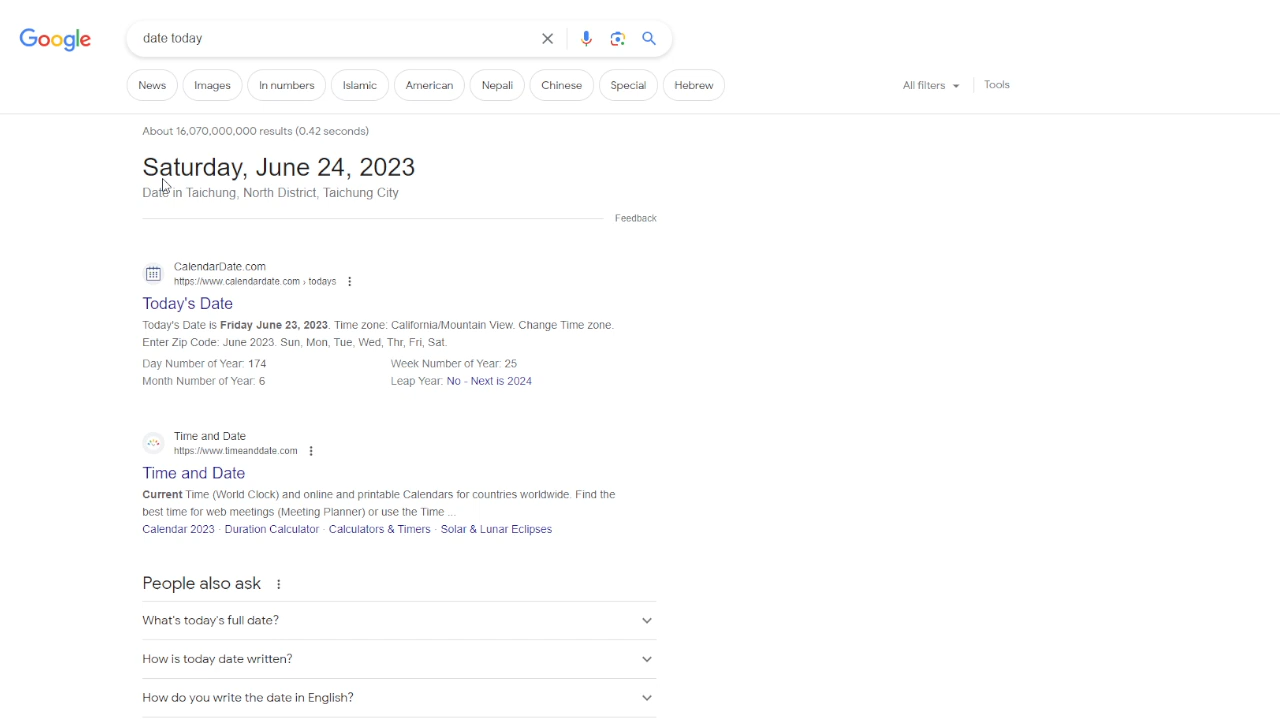 Google
date today
News
Images
In numbers
Islamic
American
Nepali
Chinese
Special
Hebrew
All filters
Tools
About 16,070,000,000 results (0.42 seconds)
Saturday, June 24, 2023
Date in Taichung, North District, Taichung City
Feedback
CalendarDate.com
https://www.calendardate.com › todays
Today's Date
Today's Date is Friday June 23, 2023. Time zone: California/Mountain View. Change Time zone.
Enter Zip Code: June 2023. Sun, Mon, Tue, Wed, Thr, Fri, Sat.
Day Number of Year: 174
Week Number of Year: 25
Month Number of Year: 6
Leap Year: No - Next is 2024
Time and Date
https://www.timeanddate.com
Time and Date
Current Time (World Clock) and online and printable Calendars for countries worldwide. Find the
best time for web meetings (Meeting Planner) or use the Time ...
Calendar 2023 · Duration Calculator · Calculators & Timers · Solar & Lunar Eclipses
People also ask
What's today's full date?
How is today date written?
How do you write the date in English?